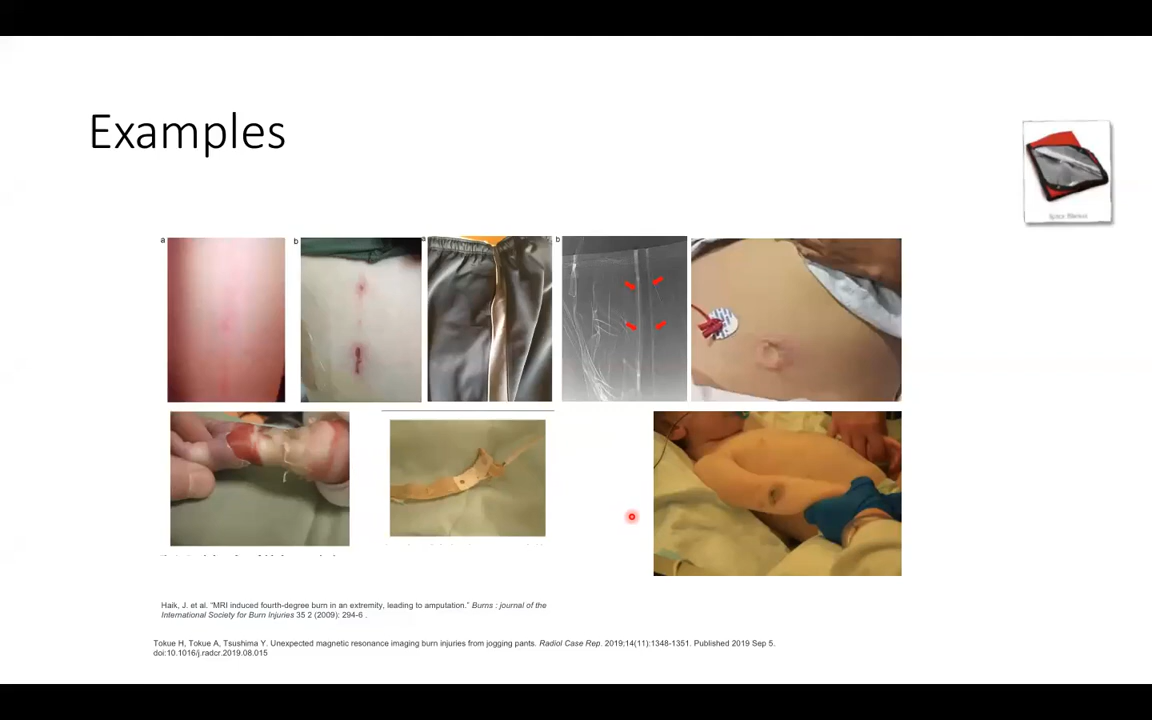 Examples
a
b
a
b
Haik, J. et al. “MRI induced fourth-degree burn in an extremity, leading to amputation.” Burns : journal of the
International Society for Burn Injuries 35 2 (2009): 294-6 .
Tokue H, Tokue A, Tsushima Y. Unexpected magnetic resonance imaging burn injuries from jogging pants. Radiol Case Rep. 2019;14(11):1348-1351. Published 2019 Sep 5.
doi:10.1016/j.radcr.2019.08.015